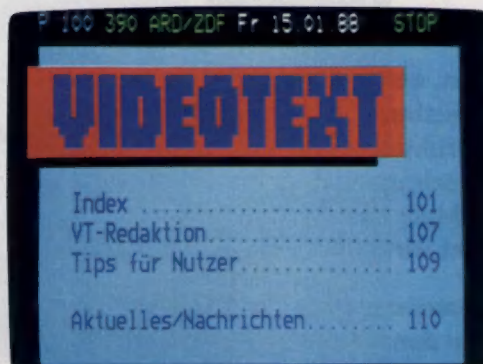 P 100 390 ARD/ZDF Fr 15.01.88 STOP
VIDEOTEXT
Index .......................... 101
VT-Redaktion................... 107
Tips für Nutzer............... 109
Aktuelles/Nachrichten........ 110